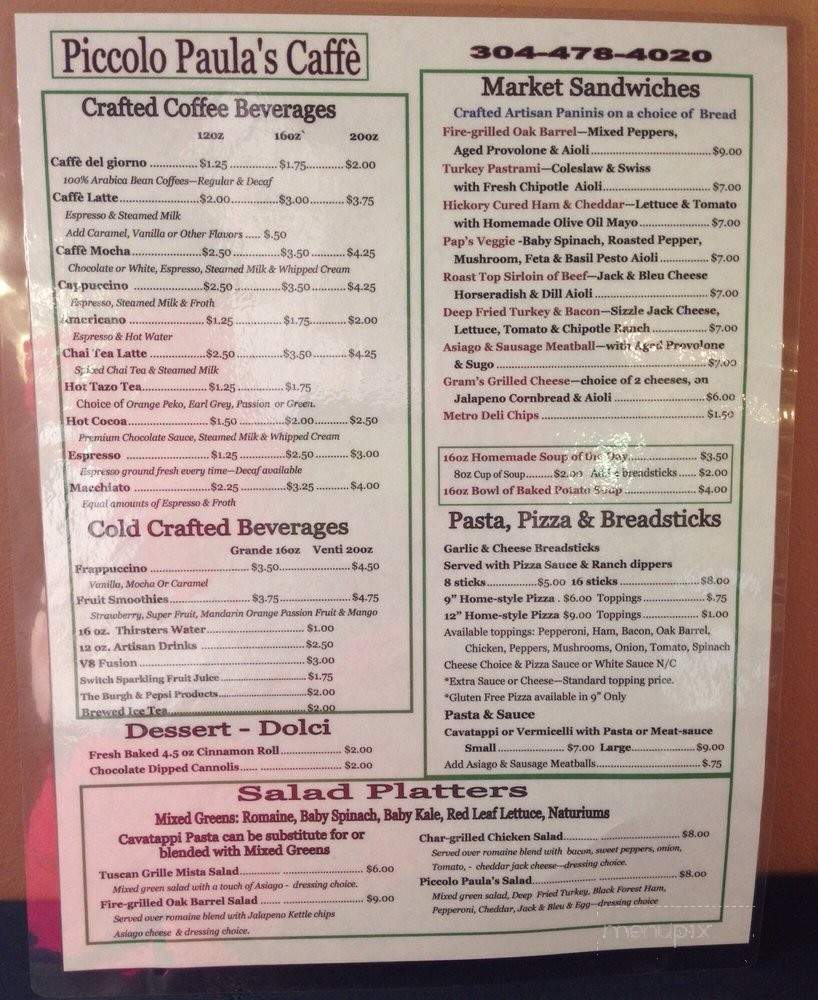 Piccolo Paula's Caffè
304-478-4020
Crafted Coffee Beverages
12oz 16oz` 20oz
Caffè del giorno .............. $1.25 ............... $1.75........... $2.00
100% Arabica Bean Coffees—Regular & Decaf
Caffè Latte.......................$2.00..............$3.00.......... $3.75
Espresso & Steamed Milk
Add Caramel, Vanilla or Other Flavors ..... $.50
Caffè Mocha....................$2.50..............$3.50 ......... $4.25
Chocolate or White, Espresso, Steamed Milk & Whipped Cream
Cappuccino ....................$2.50..............$3.50 ......... $4.25
Espresso, Steamed Milk & Froth
Americano ..................... $1.25 .............. $1.75...........$2.00
Espresso & Hot Water
Chai Tea Latte ................$2.50..............$3.50.......... $4.25
Spiked Chai Tea & Steamed Milk
Hot Tazo Tea................... $1.25 .............. $1.75
Choice of Orange Peko, Earl Grey, Passion or Green.
Hot Cocoa........................ $1.50 ..............$2.00...........$2.50
Premium Chocolate Sauce, Steamed Milk & Whipped Cream
Espresso ......................... $1.25 ..............$2.50 .......... $3.00
Espresso ground fresh every time—Decaf available
Macchiato .......................$2.25 .............. $3.25 .......... $4.00
Equal amounts of Espresso & Froth
Cold Crafted Beverages
Grande 16oz Venti 20oz
Frappuccino ................................ $3.50............................. $4.50
Vanilla, Mocha Or Caramel
Fruit Smoothies............................ $3.75 ............................ $4.75
Strawberry, Super Fruit, Mandarin Orange Passion Fruit & Mango
16 oz. Thirsters Water............................ $1.00
12 oz. Artisan Drinks ............................. $2.50
V8 Fusion ................................................ $3.00
Switch Sparkling Fruit Juice........................ $1.75
The Burgh & Pepsi Products........................$2.00
Brewed Ice Tea.......................................$2.00
Dessert - Dolci
Fresh Baked 4.5 oz Cinnamon Roll................ $2.00
Chocolate Dipped Cannolis..... ..................... $2.00
Market Sandwiches
Crafted Artisan Paninis on a choice of Bread
Fire-grilled Oak Barrel—Mixed Peppers,
Aged Provolone & Aioli...................................$9.00
Turkey Pastrami—Coleslaw & Swiss
with Fresh Chipotle Aioli............................... $7.00
Hickory Cured Ham & Cheddar—Lettuce & Tomato
with Homemade Olive Oil Mayo.................... $7.00
Pap's Veggie -Baby Spinach, Roasted Pepper,
Mushroom, Feta & Basil Pesto Aioli............... $7.00
Roast Top Sirloin of Beef—Jack & Bleu Cheese
Horseradish & Dill Aioli ................................. $7.00
Deep Fried Turkey & Bacon—Sizzle Jack Cheese,
Lettuce, Tomato & Chipotle Ranch ................ $7.00
Asiago & Sausage Meatball—with Aged Provolone
& Sugo ........................................................ $7.00
Gram's Grilled Cheese—choice of 2 cheeses, on
Jalapeno Cornbread & Aioli ........................... $6.00
Metro Deli Chips ............................................. $1.50
16oz Homemade Soup of the Day..................... $3.50
8oz Cup of Soup.........$2.00 Add 2 breadsticks ..... $2.00
16oz Bowl of Baked Potato Soup ....................... $4.00
Pasta, Pizza & Breadsticks
Garlic & Cheese Breadsticks
Served with Pizza Sauce & Ranch dippers
8 sticks.............$5.00 16 sticks .........................$8.00
9” Home-style Pizza . $6.00 Toppings..................$.75
12” Home-style Pizza $9.00 Toppings.................. $1.00
Available toppings: Pepperoni, Ham, Bacon, Oak Barrel,
Chicken, Peppers, Mushrooms, Onion, Tomato, Spinach
Cheese Choice & Pizza Sauce or White Sauce N/C
*Extra Sauce or Cheese—Standard topping price.
*Gluten Free Pizza available in 9” Only
Pasta & Sauce
Cavatappi or Vermicelli with Pasta or Meat-sauce
Small ..................... $7.00 Large.................... $9.00
Add Asiago & Sausage Meatballs................................ $.75
Salad Platters
Mixed Greens: Romaine, Baby Spinach, Baby Kale, Red Leaf Lettuce, Naturiums
Cavatappi Pasta can be substitute for or
blended with Mixed Greens
Tuscan Grille Mista Salad.............................. $6.00
Mixed green salad with a touch of Asiago - dressing choice.
Fire-grilled Oak Barrel Salad ........................ $9.00
Served over romaine blend with Jalapeno Kettle chips
Asiago cheese & dressing choice.
Char-grilled Chicken Salad......... ....................... $8.00
Served over romaine blend with bacon, sweet peppers, onion,
Tomato, - cheddar jack cheese—dressing choice.
Piccolo Paula's Salad............. ........................ $8.00
Mixed green salad, Deep Fried Turkey, Black Forest Ham,
Pepperoni, Cheddar, Jack & Bleu & Egg—dressing choice
menupix